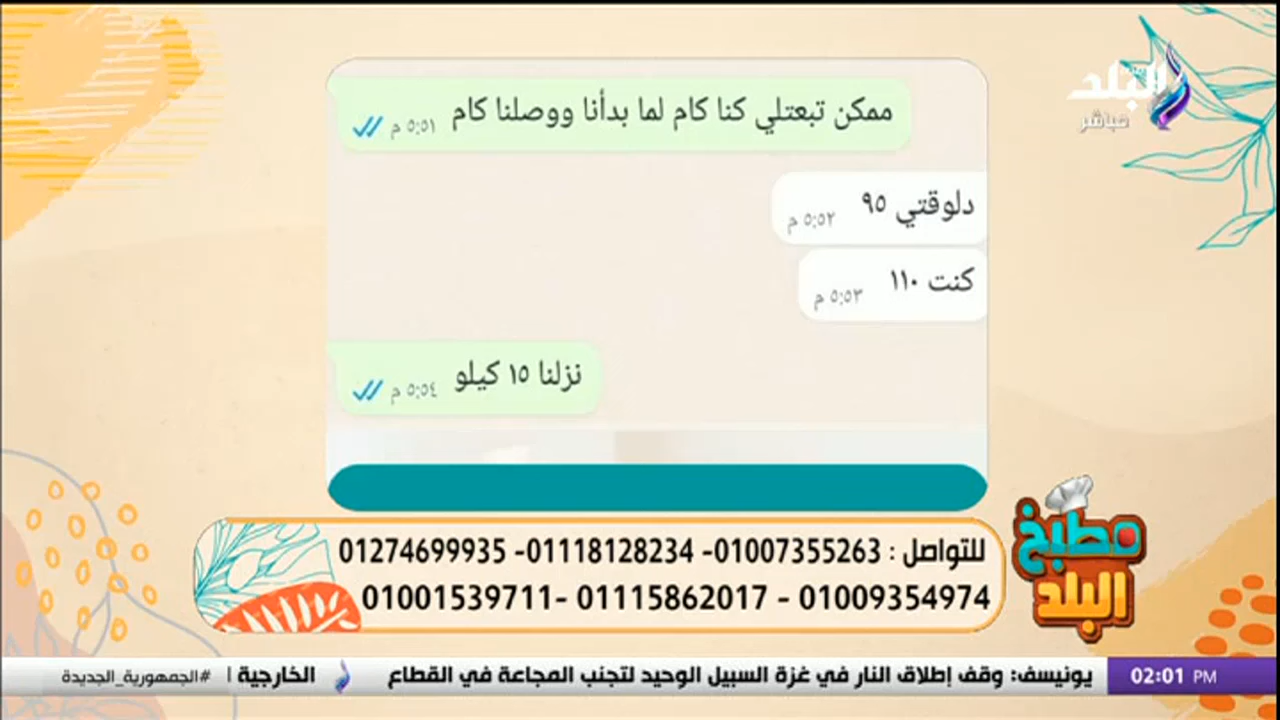 البلد
مباشر
ممكن تبعتلي كنا كام لما بدأنا ووصلنا كام ٥:٥١ م
دلوقتي ٩٥ ٥:٥٢ م
كنت ١١٠ ٥:٥٣ م
نزلنا ١٥ كيلو ٥:٥٤ م
للتواصل : 01007355263- 01118128234- 01274699935
01009354974 - 01115862017 -01001539711
مطبخ
البلد
02:01 PM يونيسف: وقف إطلاق النار في غزة السبيل الوحيد لتجنب المجاعة في القطاع الخارجية | #الجمهورية_الجديدة